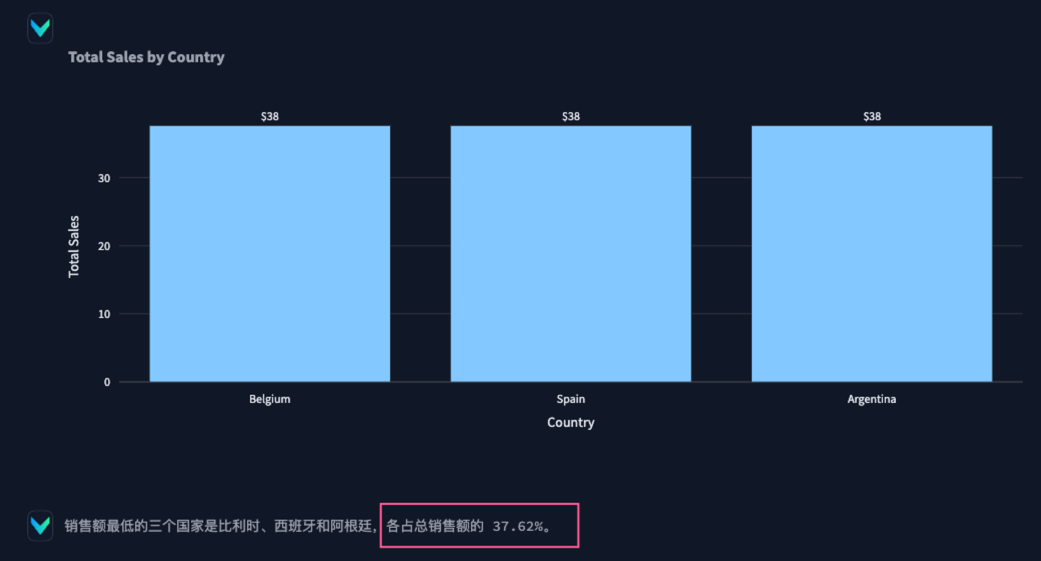 Total Sales by Country
$38 $38 $38
30
Total Sales
20
10
0
Belgium Spain Argentina
Country
销售额最低的三个国家是比利时、西班牙和阿根廷, 各占总销售额的 37.62%。